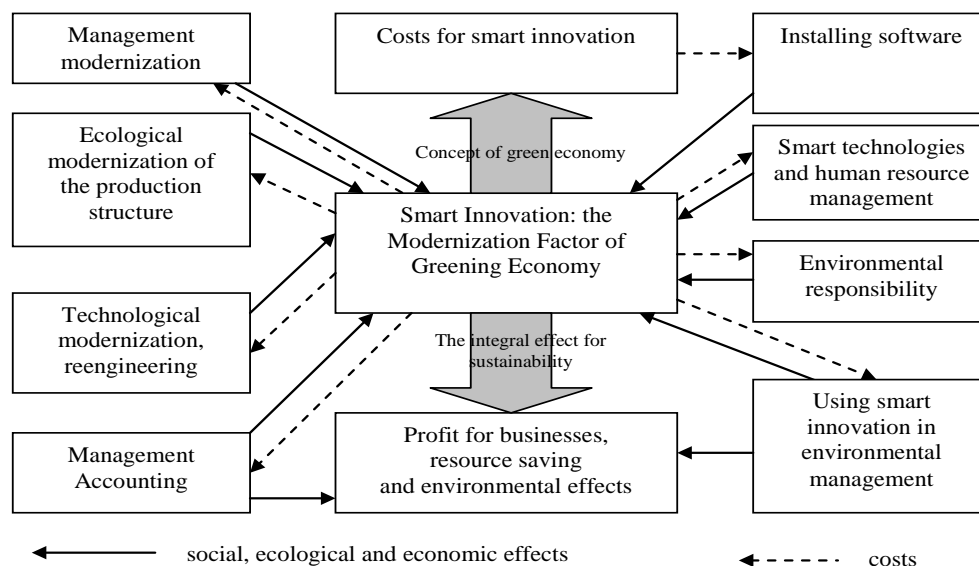 Management
modernization
Costs for smart innovation
Installing software
Ecological
modernization of
the production
structure
Concept of green economy
Smart technologies
and human resource
management
Smart Innovation: the
Modernization Factor of
Greening Economy
Environmental
responsibility
Technological
modernization,
reengineering
The integral effect for
sustainability
Using smart
innovation in
environmental
management
Management
Accounting
Profit for businesses,
resource saving
and environmental effects
social, ecological and economic effects
costs